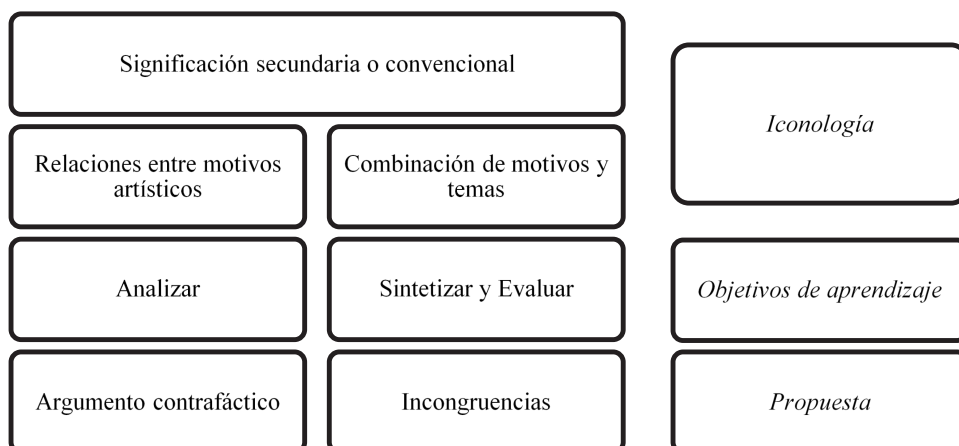 Significación secundaria o convencional
Iconología
Relaciones entre motivos
artísticos
Combinación de motivos y
temas
Analizar
Sintetizar y Evaluar
Objetivos de aprendizaje
Argumento contrafáctico
Incongruencias
Propuesta